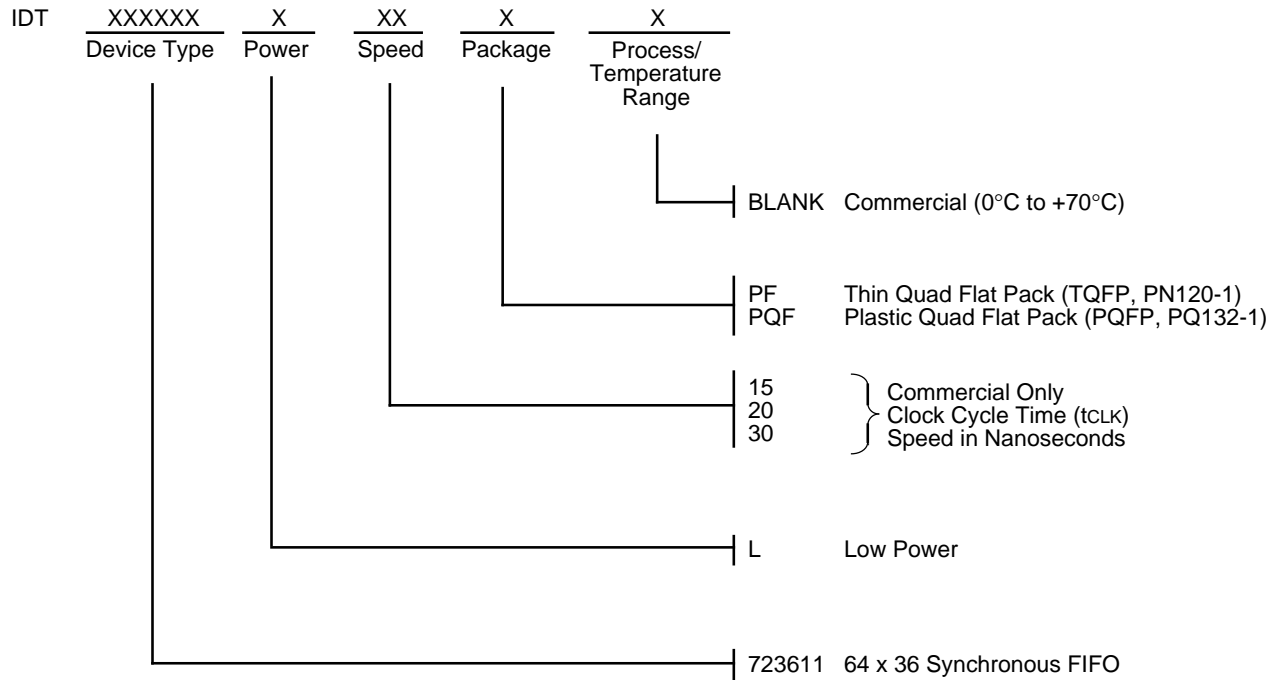 IDT XXXXXX X XX X X
Device Type Power Speed Package Process/
Temperature
Range
BLANK Commercial (0°C to +70°C)
PF Thin Quad Flat Pack (TQFP, PN120-1)
PQF Plastic Quad Flat Pack (PQFP, PQ132-1)
15 Commercial Only
20 Clock Cycle Time (tCLK)
30 Speed in Nanoseconds
L Low Power
723611 64 x 36 Synchronous FIFO